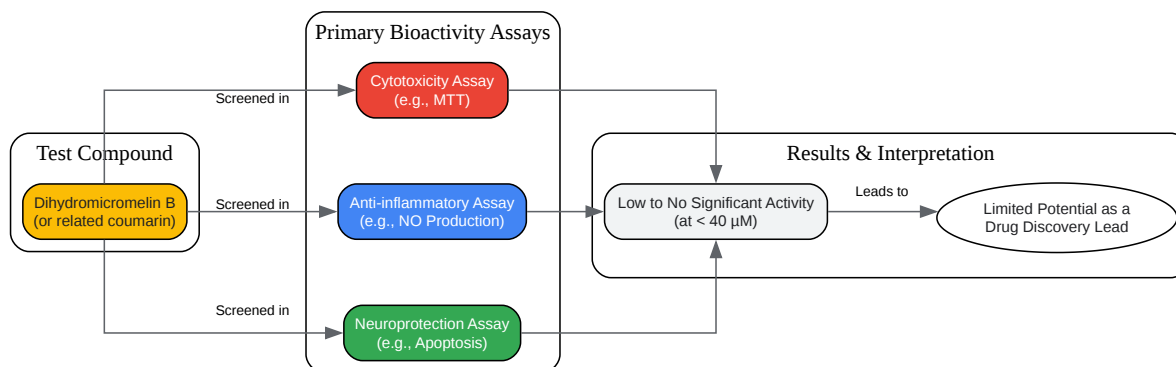 Primary Bioactivity Assays
Cytotoxicity Assay
(e.g., MTT)
Screened in
Test Compound
Dihydromicromelin B
(or related coumarin)
Screened in
Anti-inflammatory Assay
(e.g., NO Production)
Results & Interpretation
Low to No Significant Activity
(at < 40 µM)
Leads to
Limited Potential as a
Drug Discovery Lead
Screened in
Neuroprotection Assay
(e.g., Apoptosis)